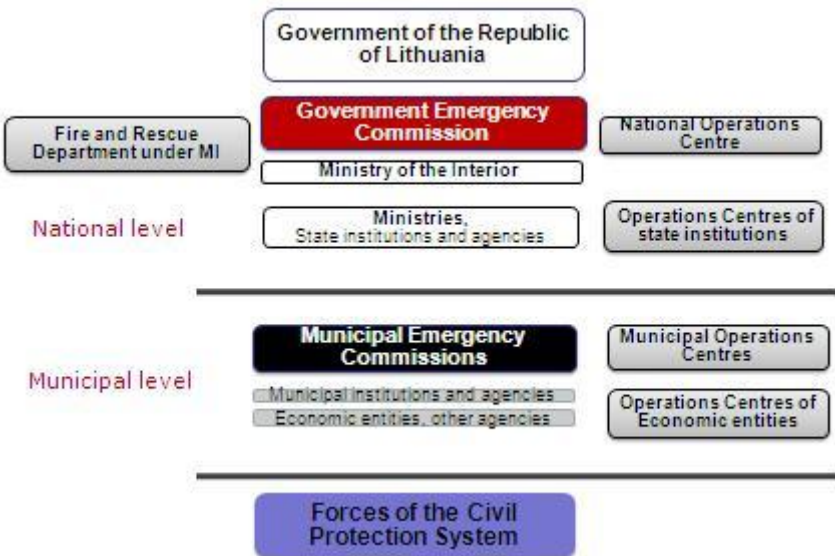 Government of the Republic
of Lithuania
Government Emergency
Commission
Fire and Rescue
Department under MI
National Operations
Centre
Ministry of the Interior
National level
Ministries,
State institutions and agencies
Operations Centres of
state institutions
Municipal Emergency
Commissions
Municipal Operations
Centres
Municipal level
Municipal institutions and agencies
Economic entities, other agencies
Operations Centres of
Economic entities
Forces of the Civil
Protection System